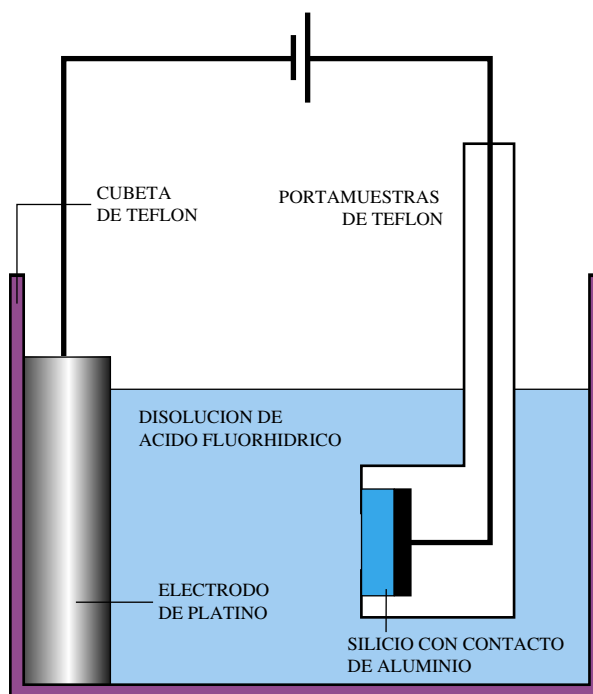 CUBETA
DE TEFLON
PORTAMUESTRAS
DE TEFLON
DISOLUCION DE
ACIDO FLUORHIDRICO
ELECTRODO
DE PLATINO
SILICIO CON CONTACTO
DE ALUMINIO